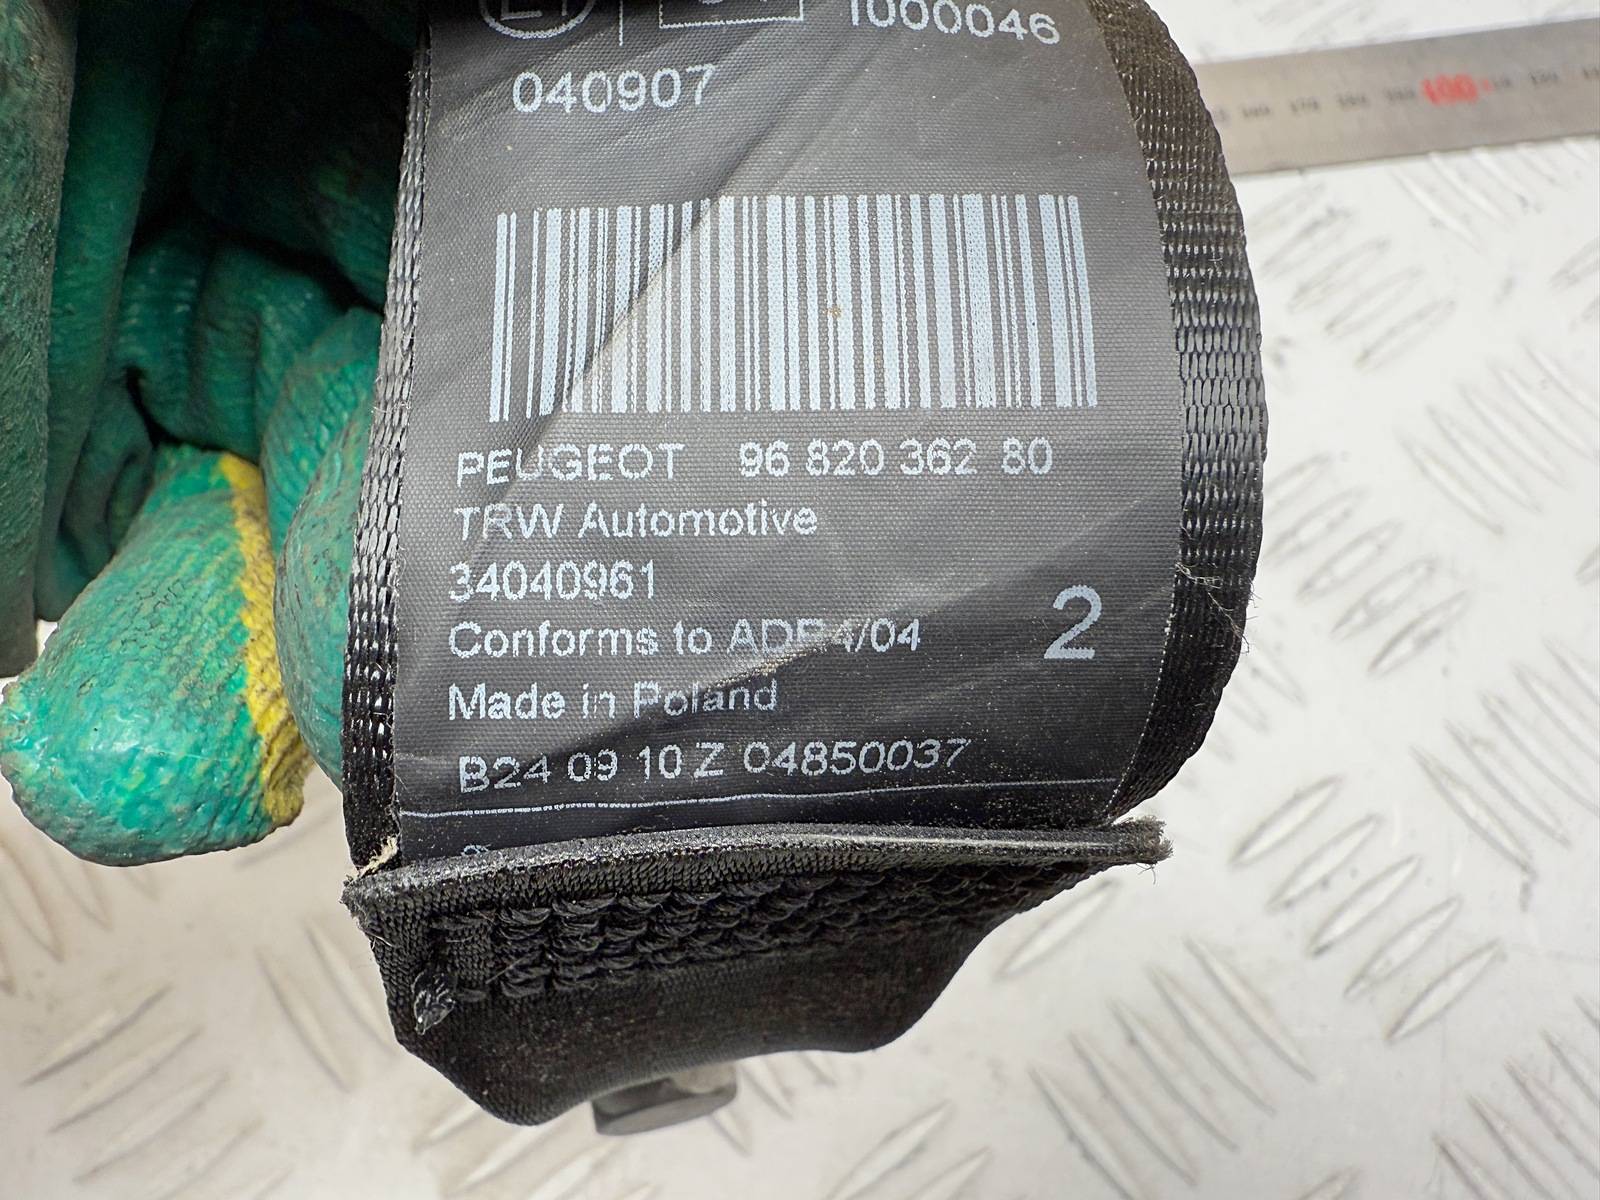 1000046
040907
PEUGEOT 96 820 362 80
TRW Automotive
34040961
Conforms to ADR4/04
2
Made in Poland
B24 09 10 Z 04850037